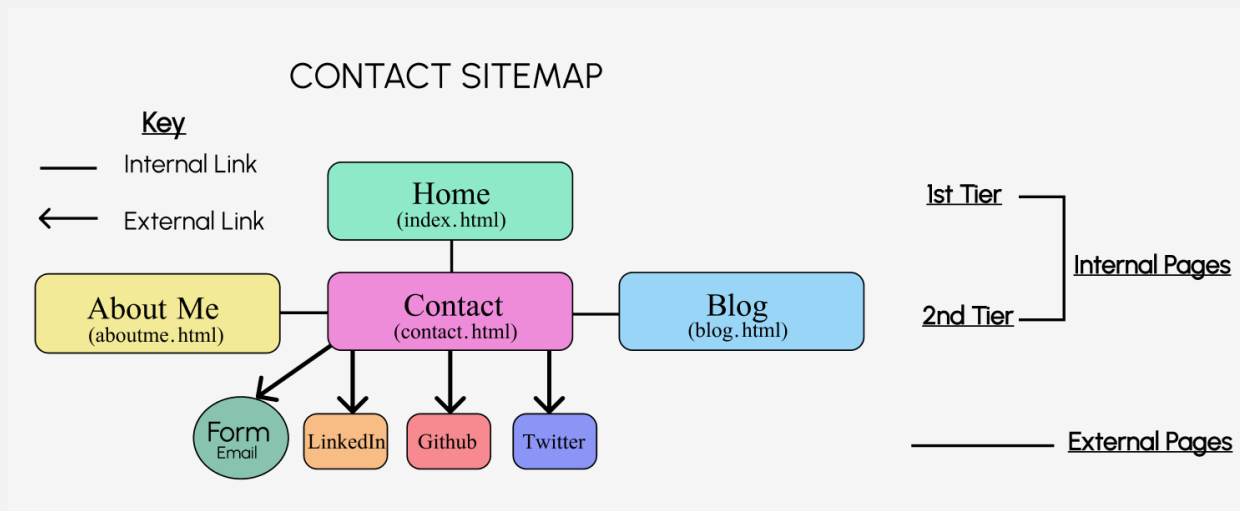 CONTACT SITEMAP
Key
Internal Link
External Link
Home
(index.html)
About Me
(aboutme.html)
Contact
(contact.html)
Blog
(blog.html)
Form
Email
LinkedIn
Github
Twitter
1st Tier
2nd Tier
Internal Pages
External Pages